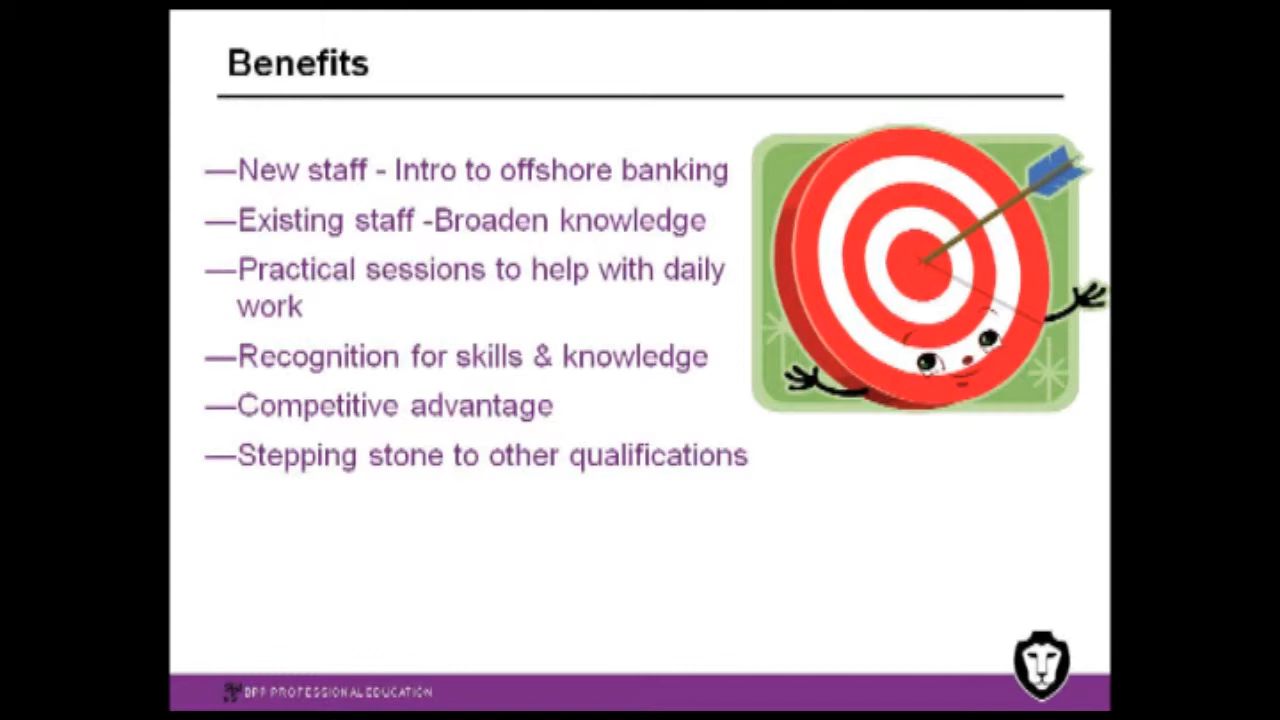 Benefits
—New staff - Intro to offshore banking
—Existing staff -Broaden knowledge
—Practical sessions to help with daily
work
—Recognition for skills & knowledge
—Competitive advantage
—Stepping stone to other qualifications
BPP PROFESSIONAL EDUCATION